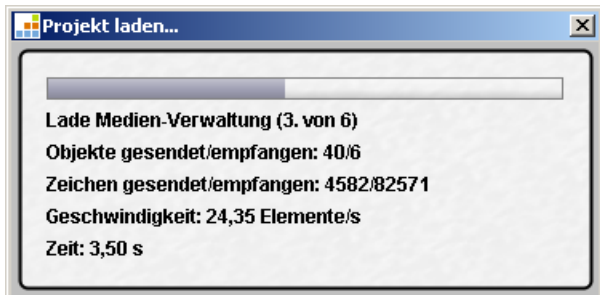 Projekt laden...
Lade Medien-Verwaltung (3. von 6)
Objekte gesendet/empfangen: 40/6
Zeichen gesendet/empfangen: 4582/82571
Geschwindigkeit: 24,35 Elemente/s
Zeit: 3,50 s